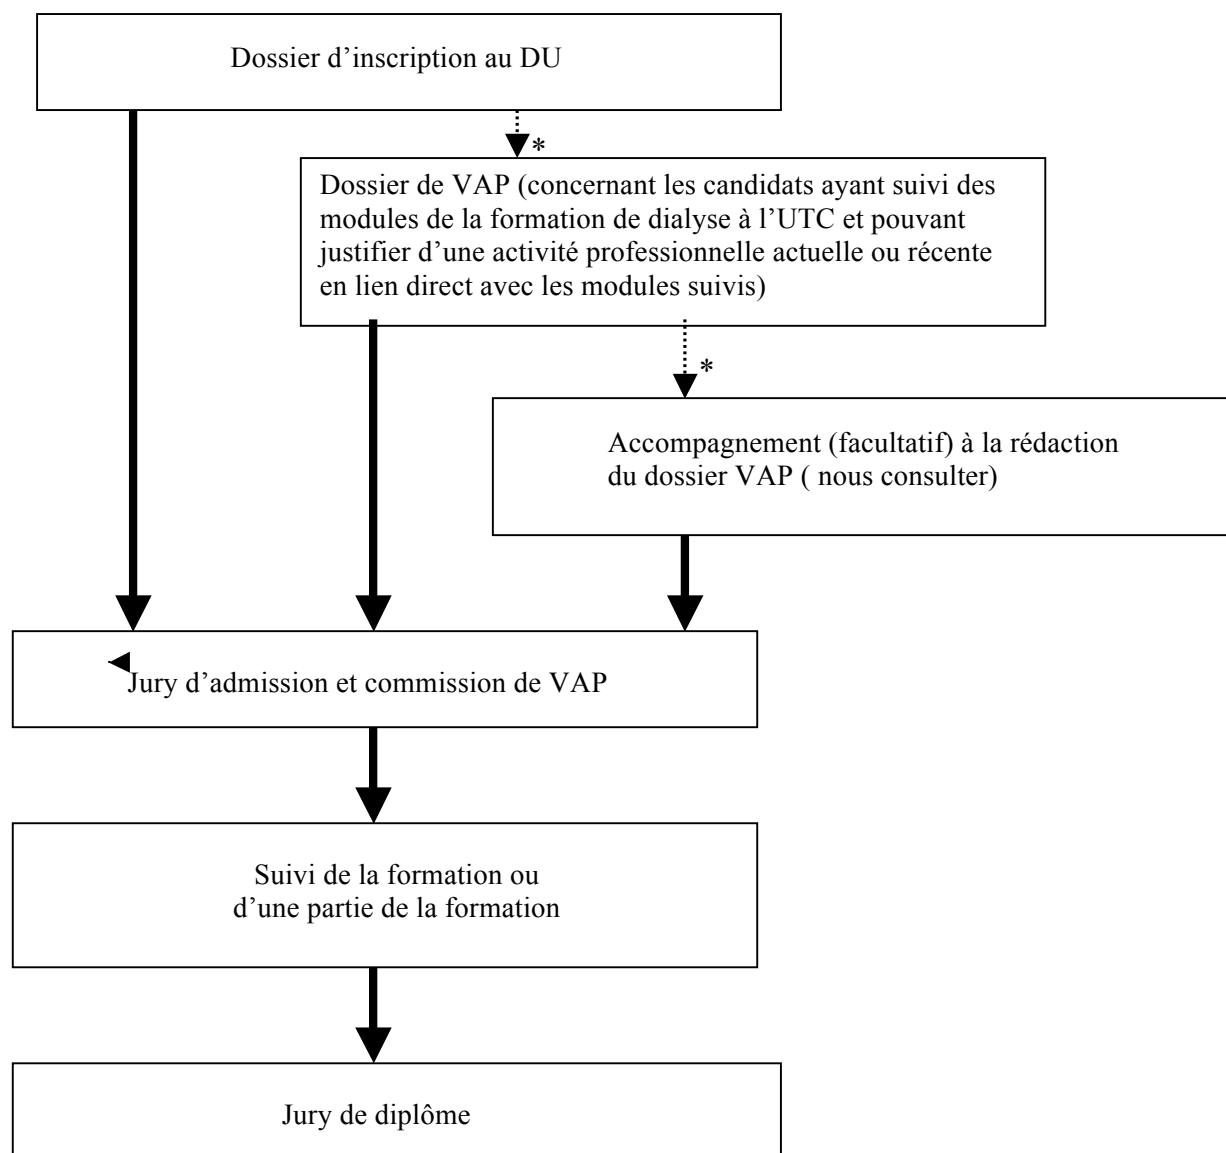 Dossier d’inscription au DU
*
Dossier de VAP (concernant les candidats ayant suivi des
modules de la formation de dialyse à l’UTC et pouvant
justifier d’une activité professionnelle actuelle ou récente
en lien direct avec les modules suivis)
*
Accompagnement (facultatif) à la rédaction
du dossier VAP ( nous consulter)
Jury d’admission et commission de VAP
Suivi de la formation ou
d’une partie de la formation
Jury de diplôme